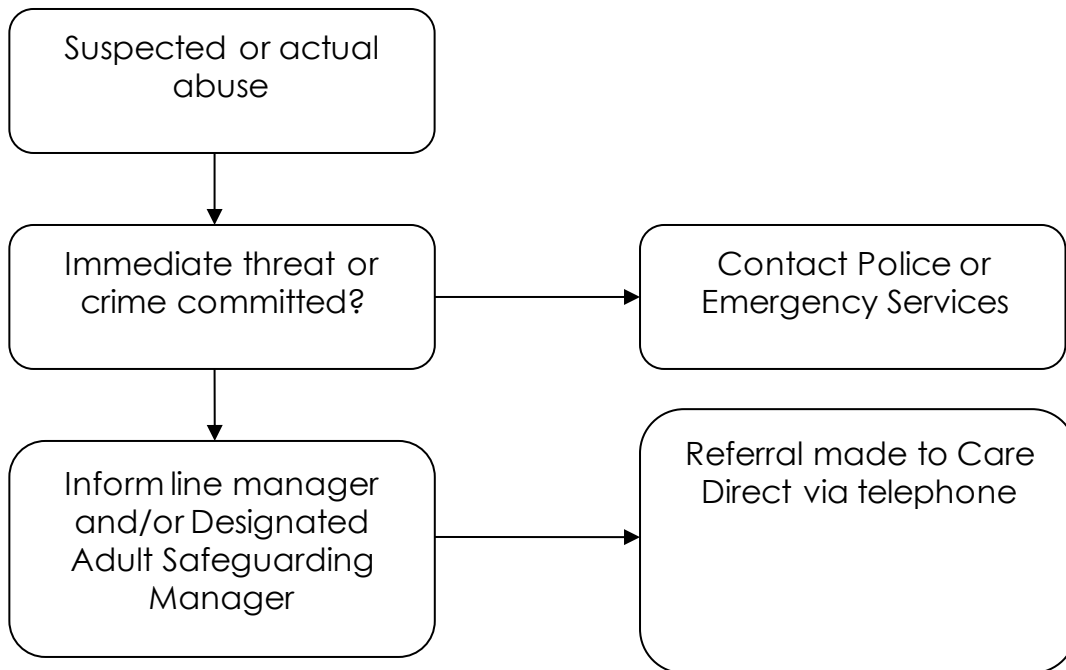 Suspected or actual
abuse
Immediate threat or
crime committed?
Contact Police or
Emergency Services
Inform line manager
and/or Designated
Adult Safeguarding
Manager
Referral made to Care
Direct via telephone